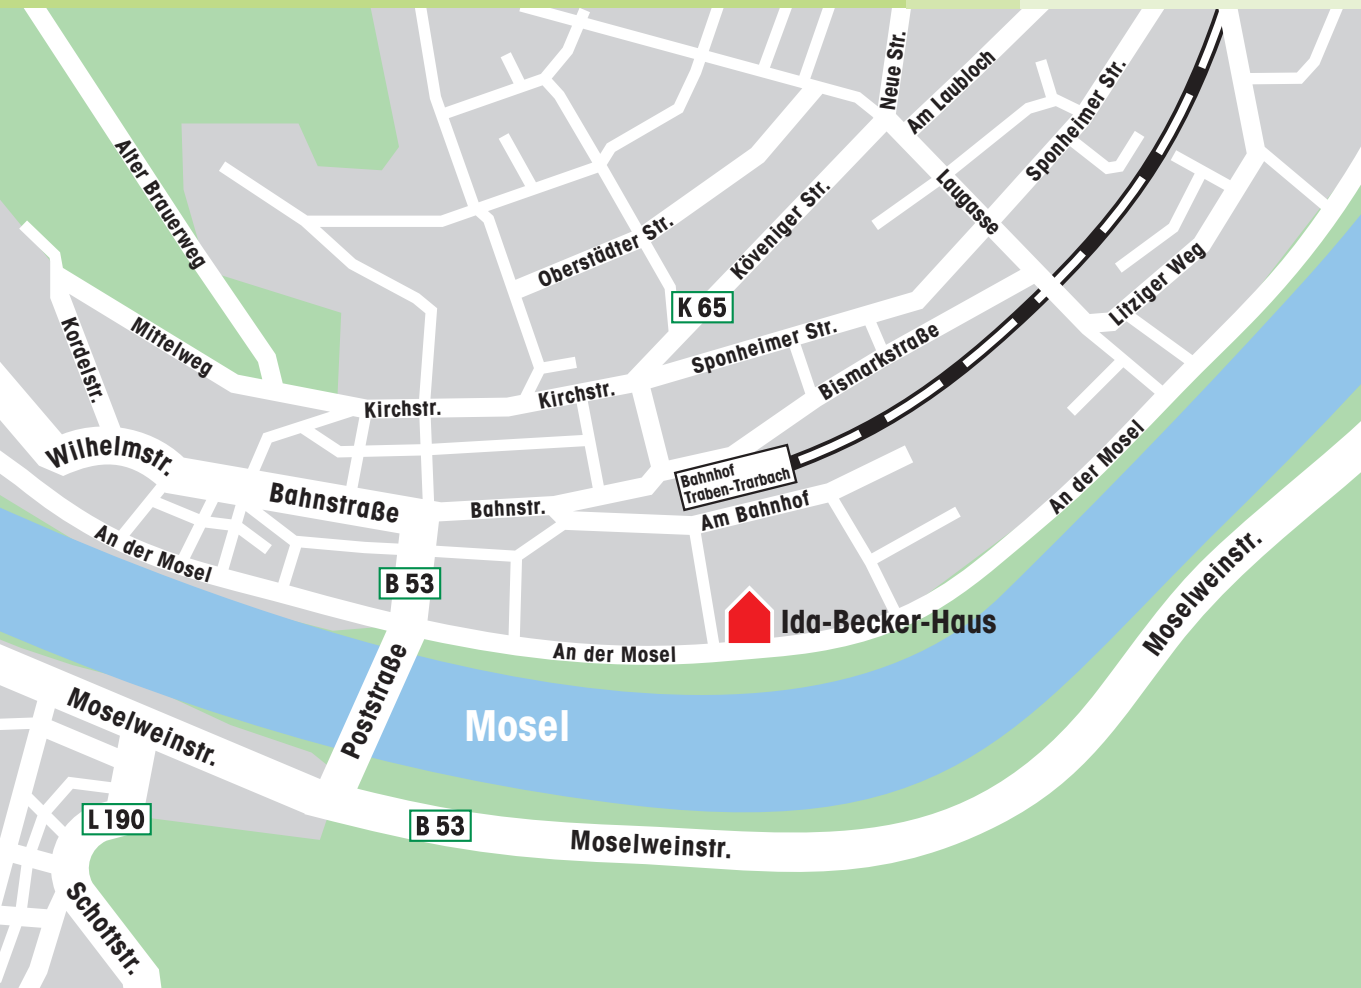 Neue Str.
Am Laubloch
Sponheimer Str.
Alter Brauerweg
Laugasse
Köveniger Str.
Oberstädter Str.
Litziger Weg
K 65
Kordelstr.
Mittelweg
Sponheimer Str.
Bismarkstraße
Kirchstr.
Kirchstr.
Wilhelmstr.
Bahnhof
Traben-Trarbach
Bahnstraße
Bahnstr.
Am Bahnhof
An der Mosel
An der Mosel
B 53
Ida-Becker-Haus
Moselweinstr.
An der Mosel
Poststraße
Mosel
Moselweinstr.
L 190
B 53
Moselweinstr.
Schottstr.